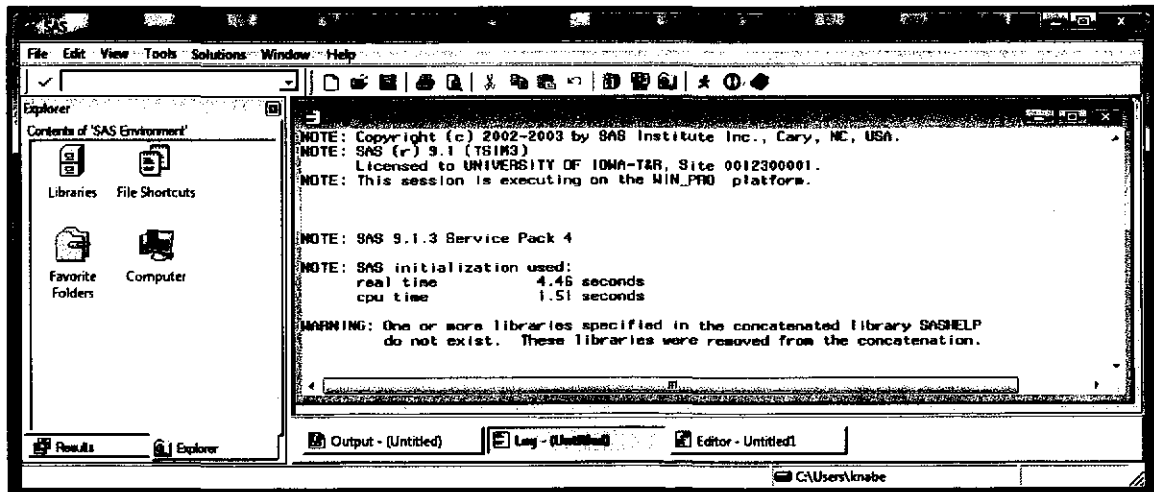 SAS
File Edit View Tools Solutions Window Help
Explorer
Contents of 'SAS Environment'
Libraries
File Shortcuts
Favorite Folders
Computer
NOTE: Copyright (c) 2002-2003 by SAS Institute Inc., Cary, NC, USA.
NOTE: SAS (r) 9.1 (TS1M3)
Licensed to UNIVERSITY OF IOWA-T&R, Site 0012300001.
NOTE: This session is executing on the WIN_PRO platform.
NOTE: SAS 9.1.3 Service Pack 4
NOTE: SAS initialization used:
real time 4.46 seconds
cpu time 1.51 seconds
WARNING: One or more libraries specified in the concatenated library SASHELP
do not exist. These libraries were removed from the concatenation.
Results
Explorer
Output - (Untitled)
Log - (Untitled)
Editor - Untitled1
C:\Users\knabe